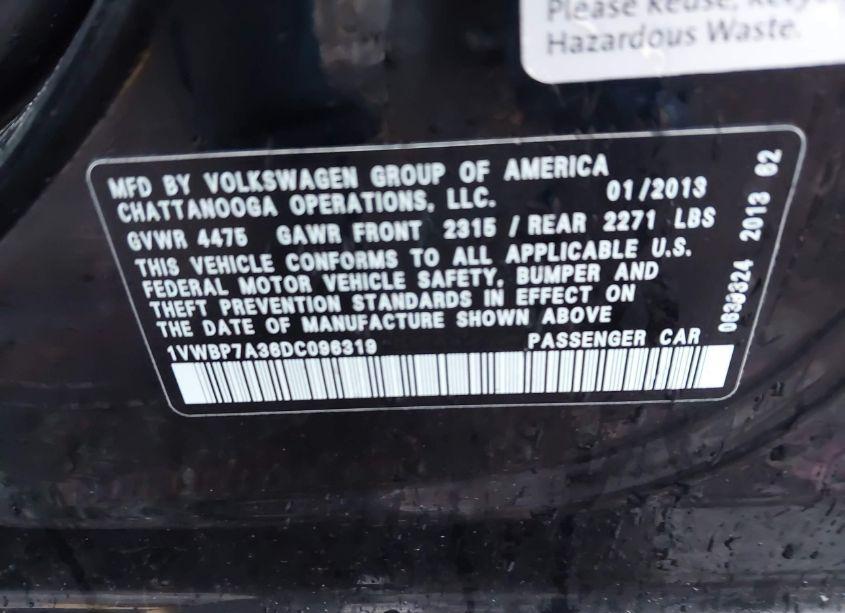 Please Reuse,
Hazardous Waste.
MFD BY VOLKSWAGEN GROUP OF AMERICA
CHATTANOOGA OPERATIONS, LLC. 01/2013
GVWR 4475 GAWR FRONT 2315 / REAR 2271 LBS
THIS VEHICLE CONFORMS TO ALL APPLICABLE U.S.
FEDERAL MOTOR VEHICLE SAFETY, BUMPER AND
THEFT PREVENTION STANDARDS IN EFFECT ON
THE DATE OF MANUFACTURE SHOWN ABOVE
1VWBP7A36DC096319 PASSENGER CAR
2013 62